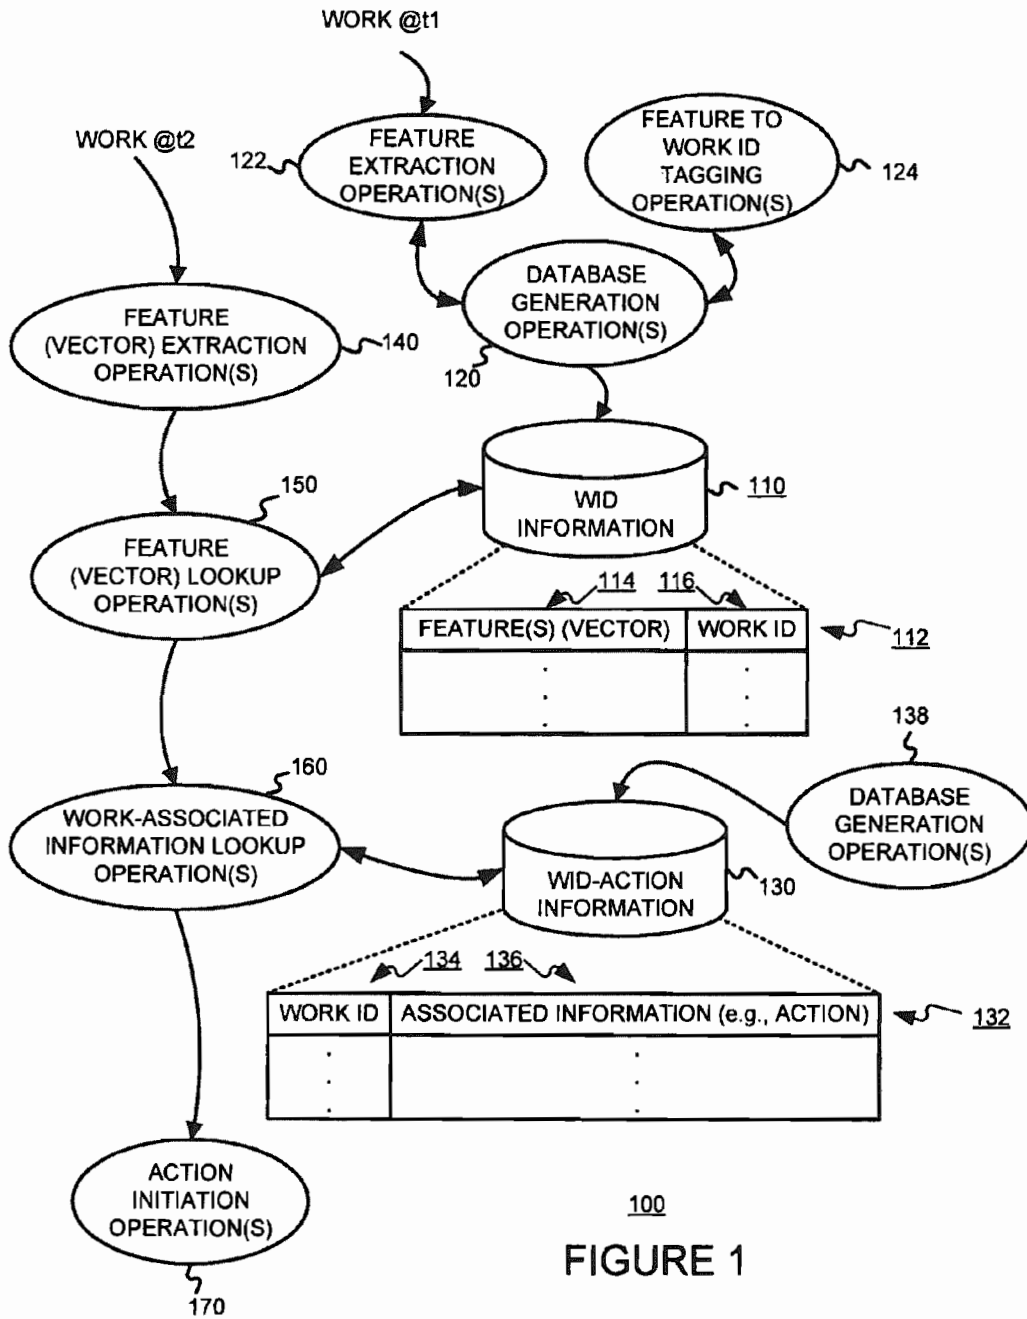 WORK @t1
WORK @t2
122
FEATURE
EXTRACTION
OPERATION(S)
FEATURE TO
WORK ID
TAGGING
OPERATION(S)
124
DATABASE
GENERATION
OPERATION(S)
120
FEATURE
(VECTOR) EXTRACTION
OPERATION(S)
140
150
FEATURE
(VECTOR) LOOKUP
OPERATION(S)
WID
INFORMATION
110
114
116
FEATURE(S) (VECTOR)
WORK ID
112
138
DATABASE
GENERATION
OPERATION(S)
160
WORK-ASSOCIATED
INFORMATION LOOKUP
OPERATION(S)
WID-ACTION
INFORMATION
130
134
136
WORK ID
ASSOCIATED INFORMATION (e.g., ACTION)
132
ACTION
INITIATION
OPERATION(S)
170
100
FIGURE 1